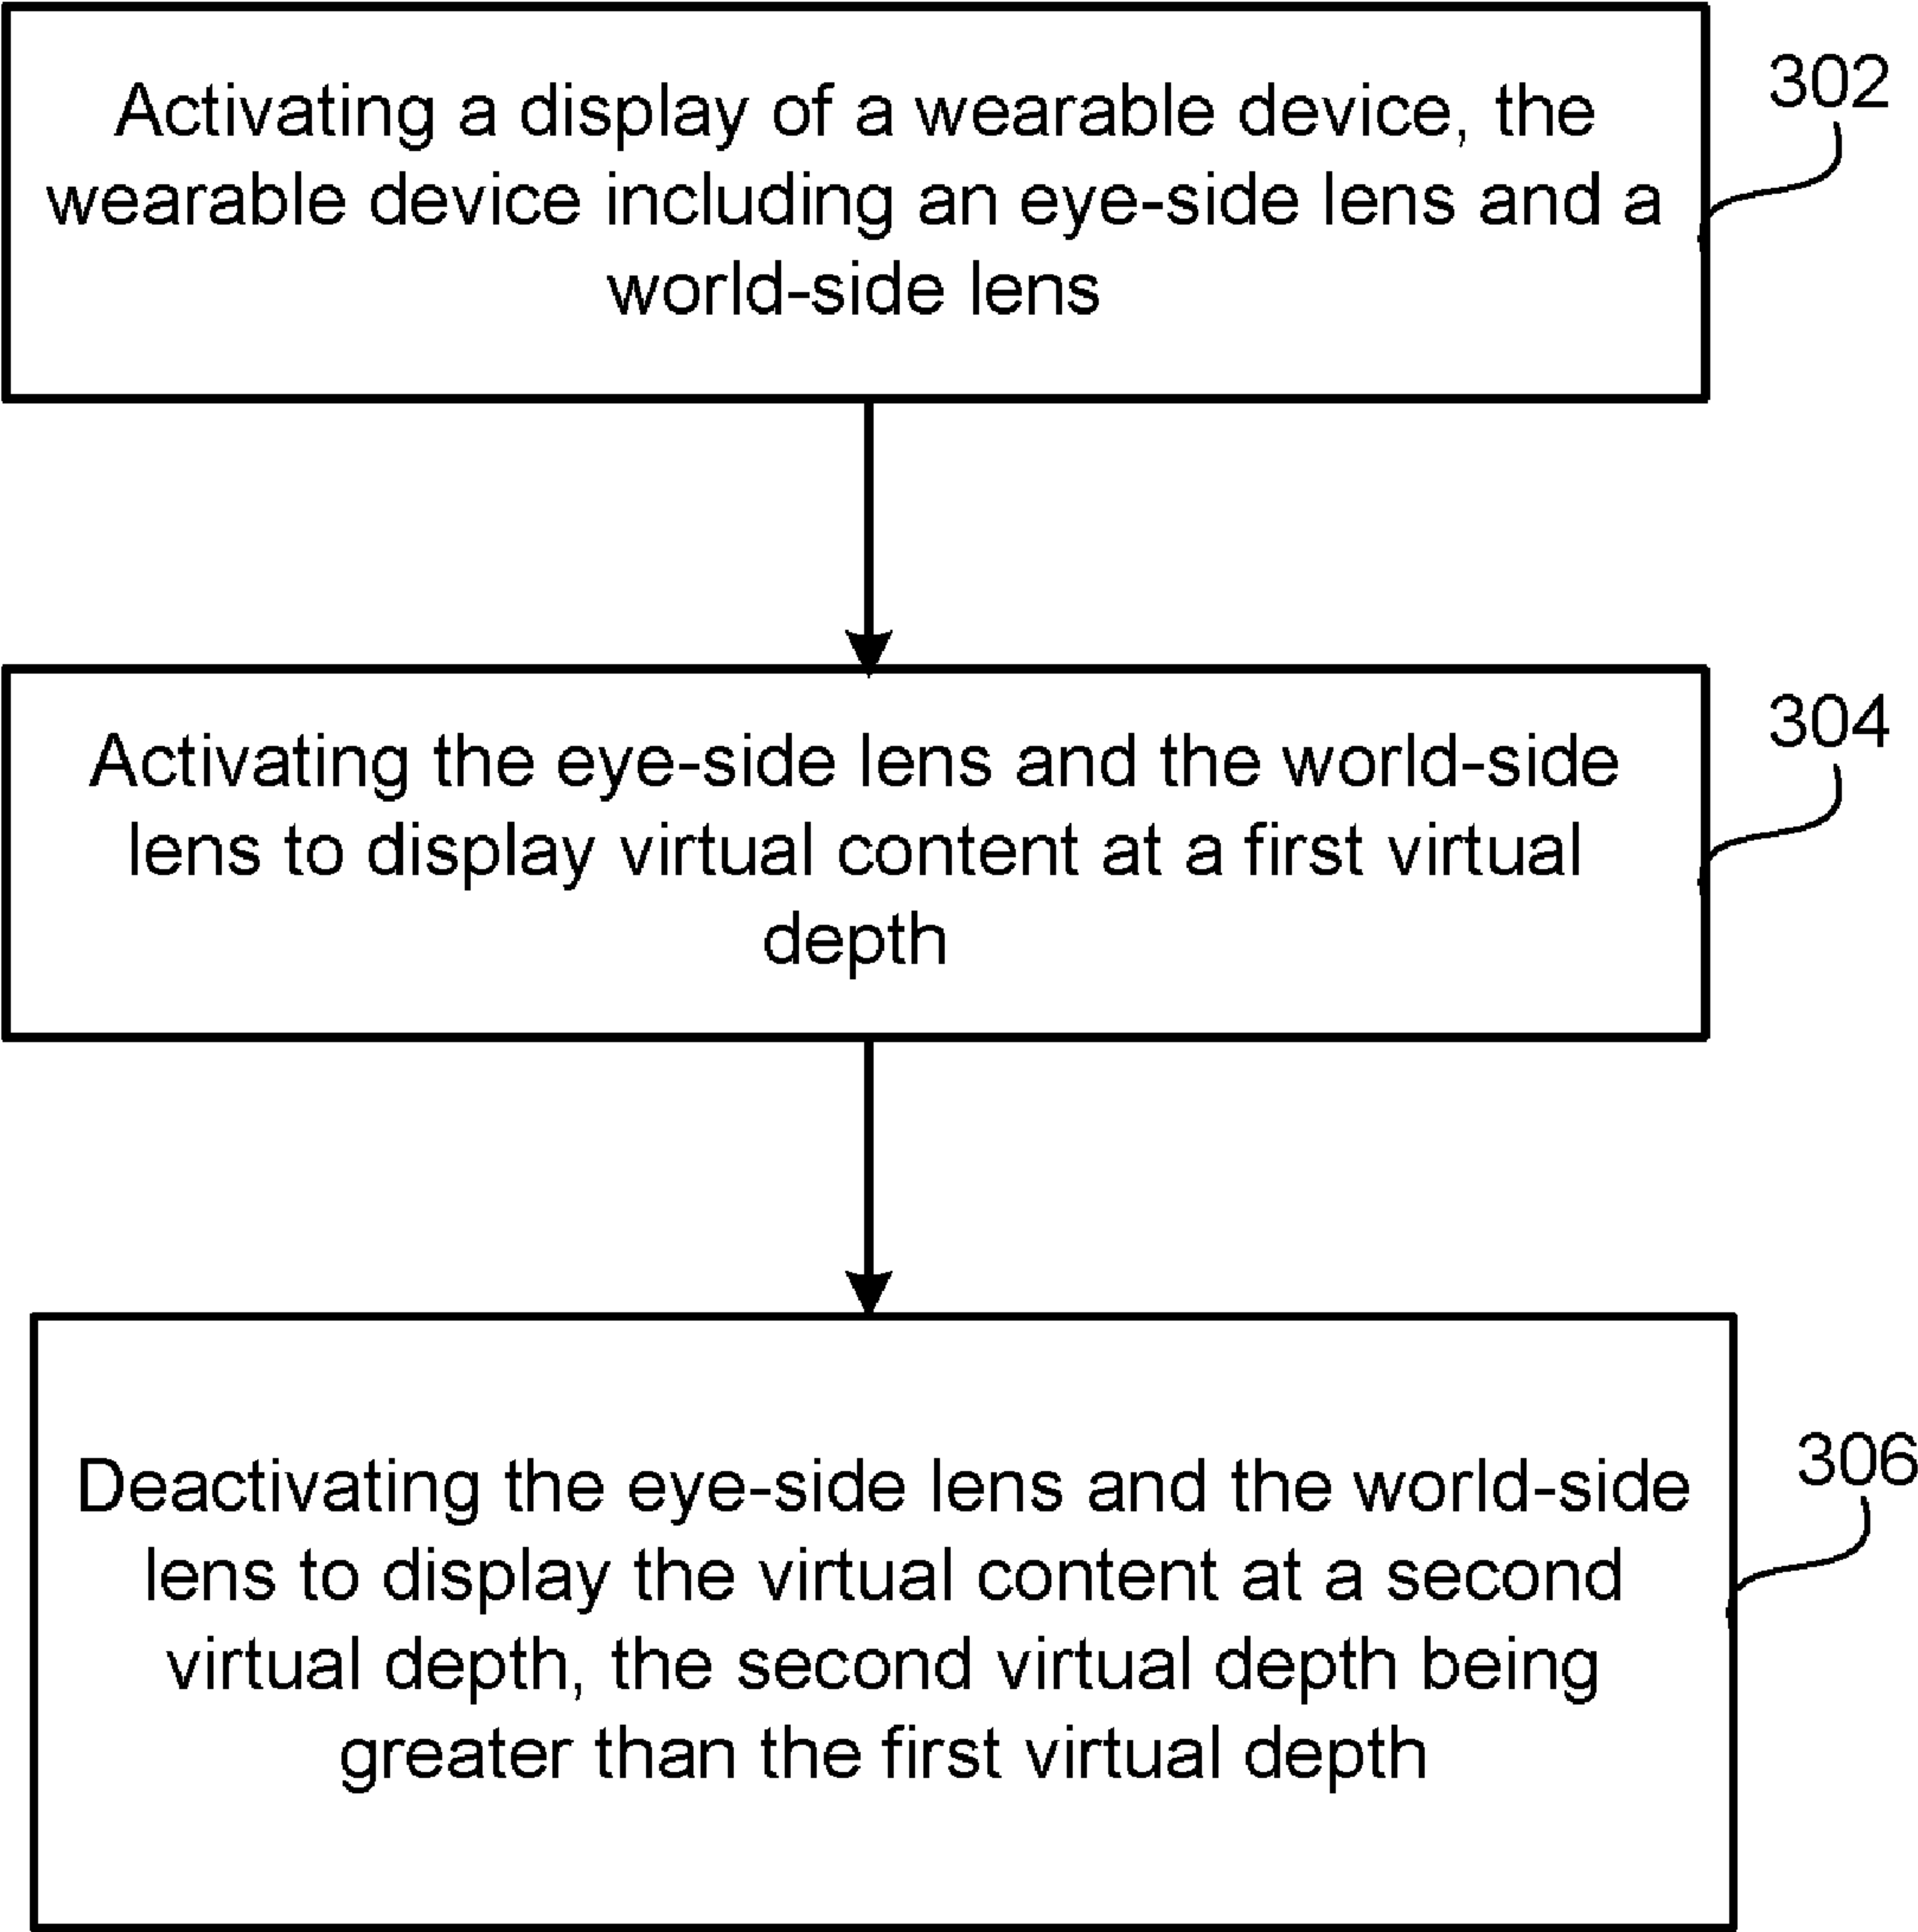 Activating a display of a wearable device, the
wearable device including an eye-side lens and a
world-side lens
302
Activating the eye-side lens and the world-side
lens to display virtual content at a first virtual
depth
304
Deactivating the eye-side lens and the world-side
lens to display the virtual content at a second
virtual depth, the second virtual depth being
greater than the first virtual depth
306